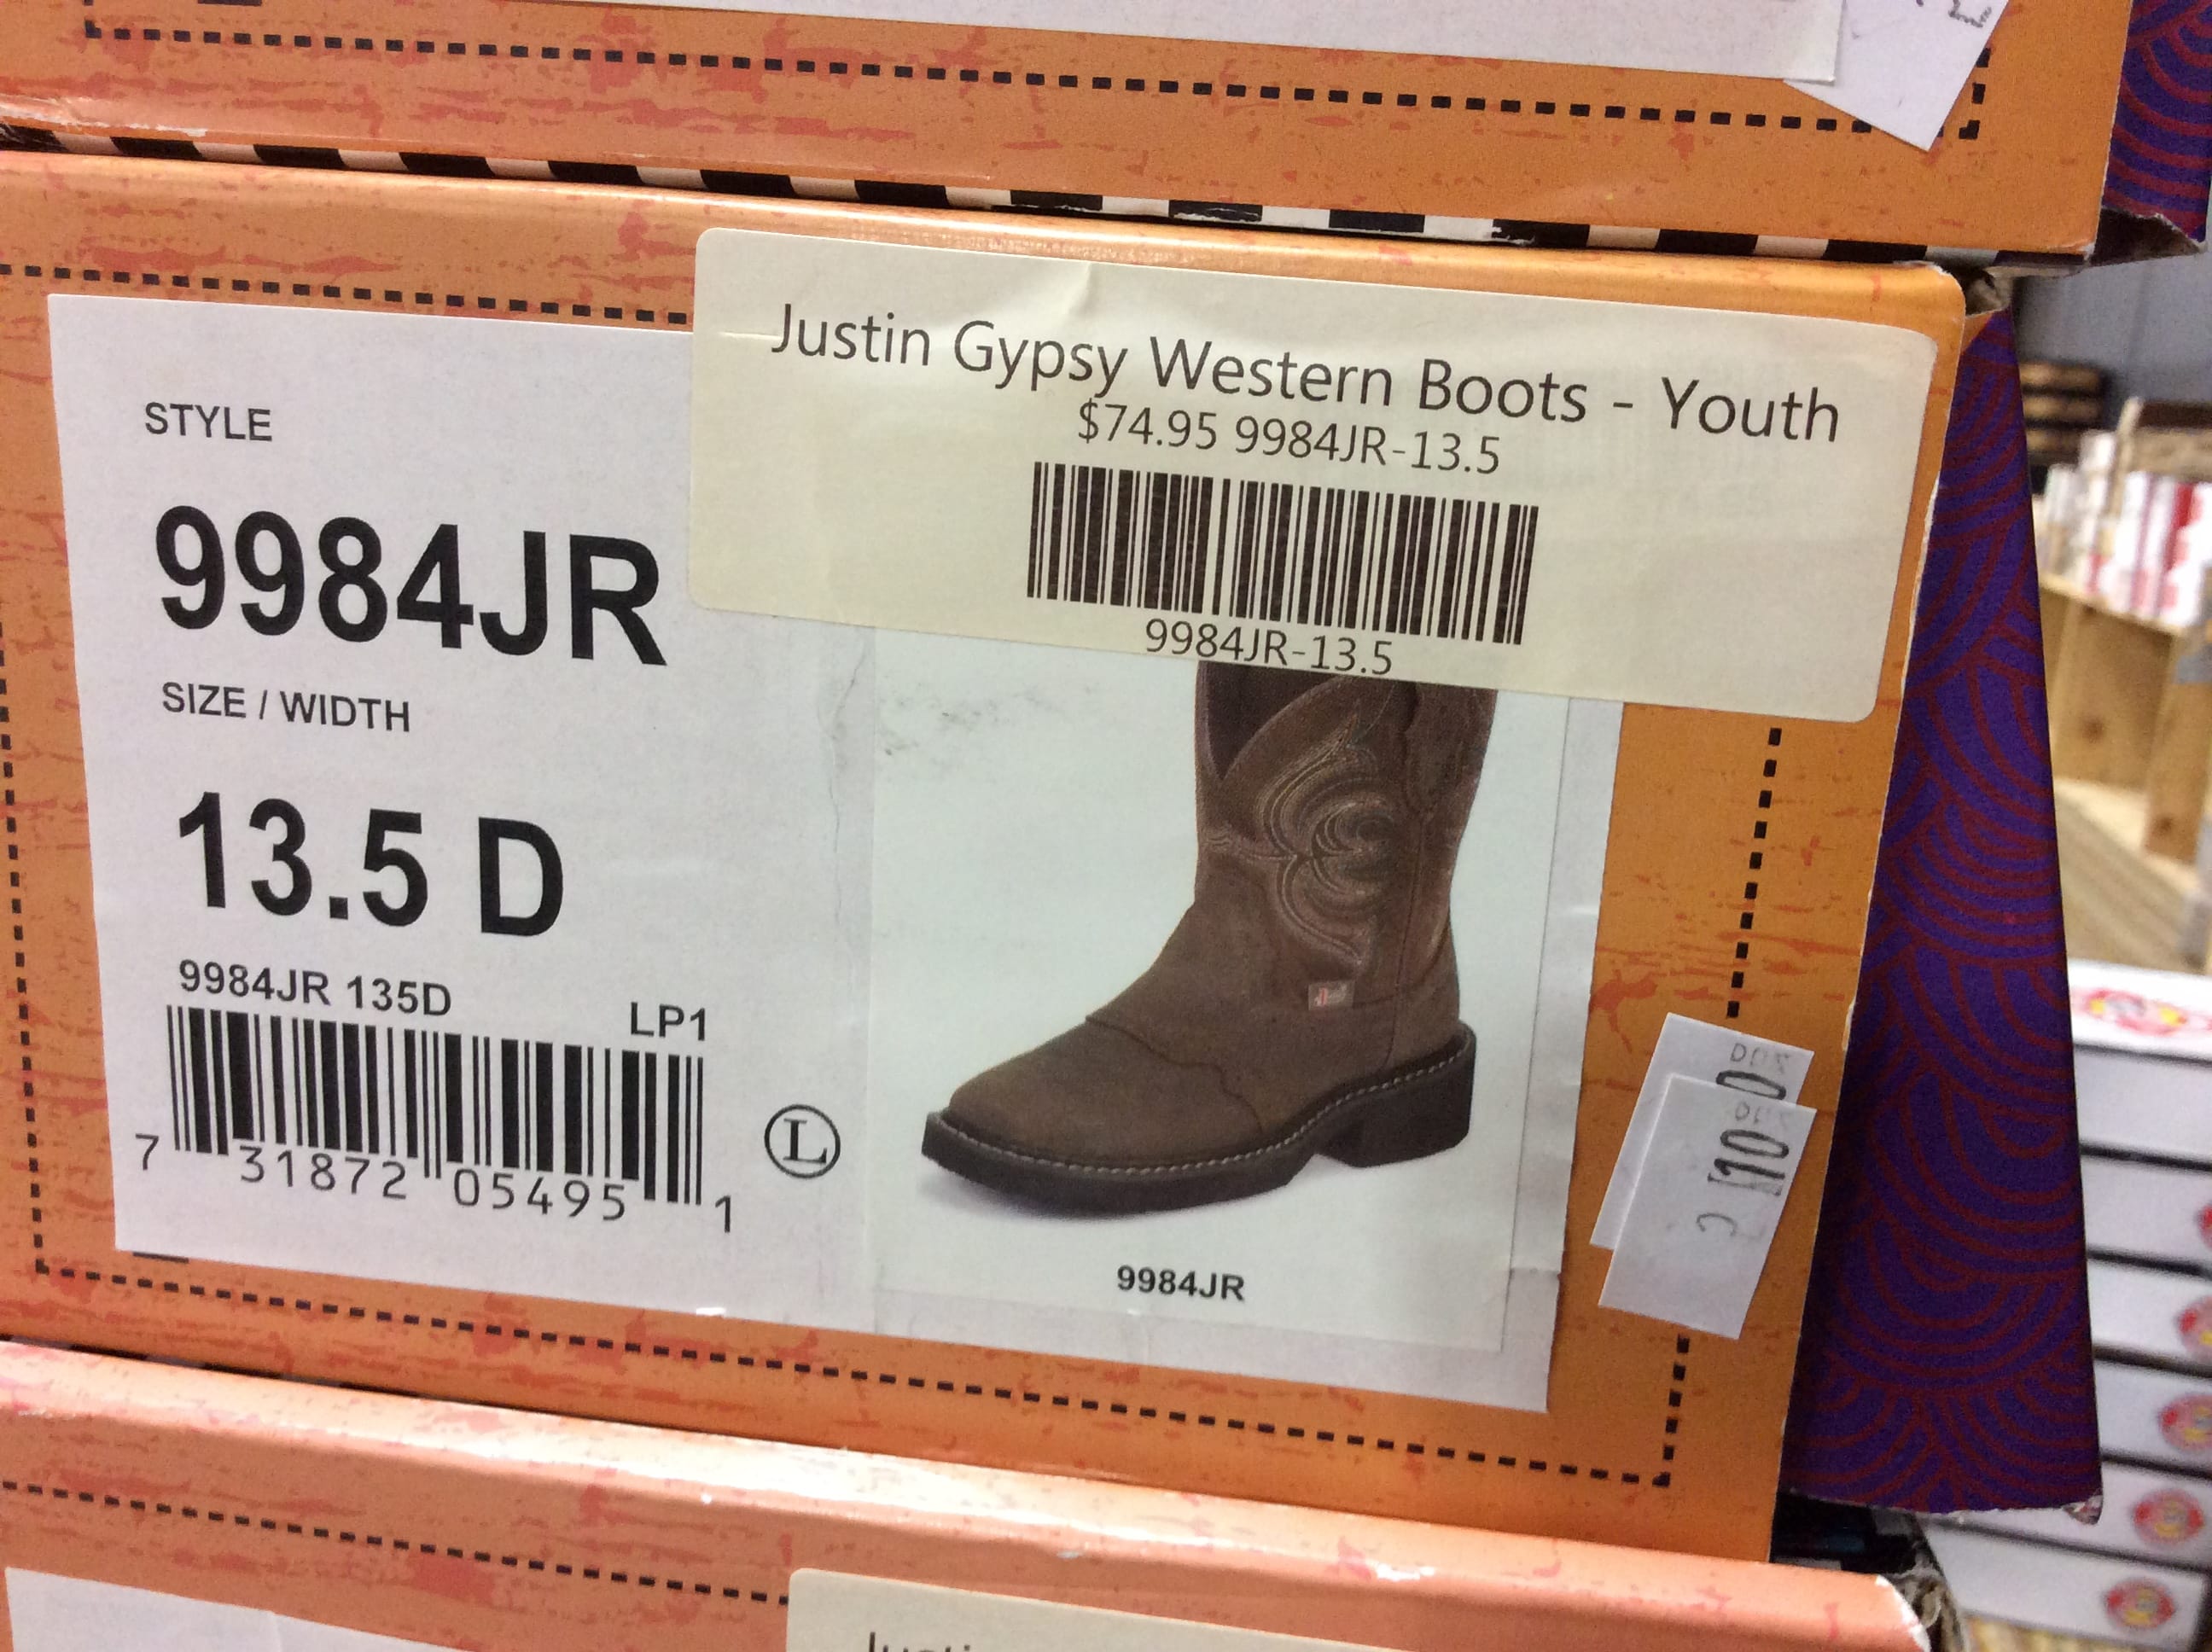 Justin Gypsy Western Boots - Youth
$74.95 9984JR-13.5
9984JR-13.5
STYLE
9984JR
SIZE / WIDTH
13.5 D
9984JR 135D
LP1
7 31872 05495 1
L
9984JR